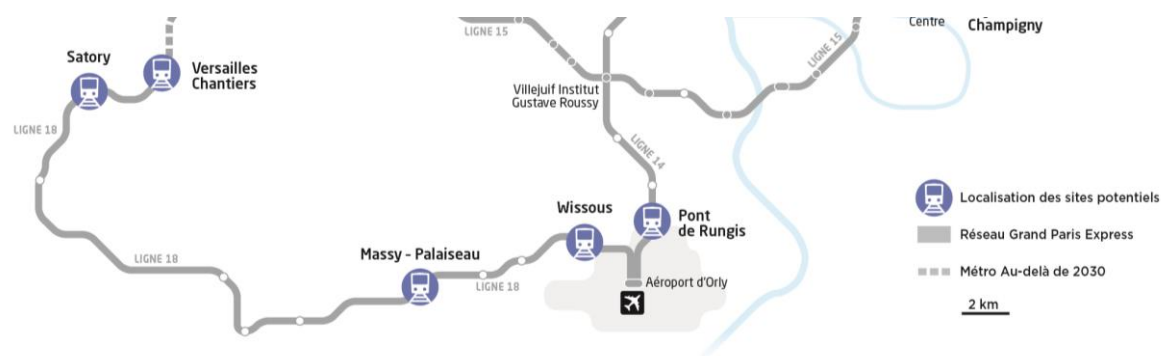 LIGNE 15
Centre
Champigny
Satory
Versailles
Chantiers
LIGNE 15
Villejuif Institut
Gustave Roussy
LIGNE 18
LIGNE 14
Localisation des sites potentiels
Wissous
Pont
de Rungis
Réseau Grand Paris Express
Massy - Palaiseau
LIGNE 18
Métro Au-delà de 2030
LIGNE 18
Aéroport d'Orly
2 km